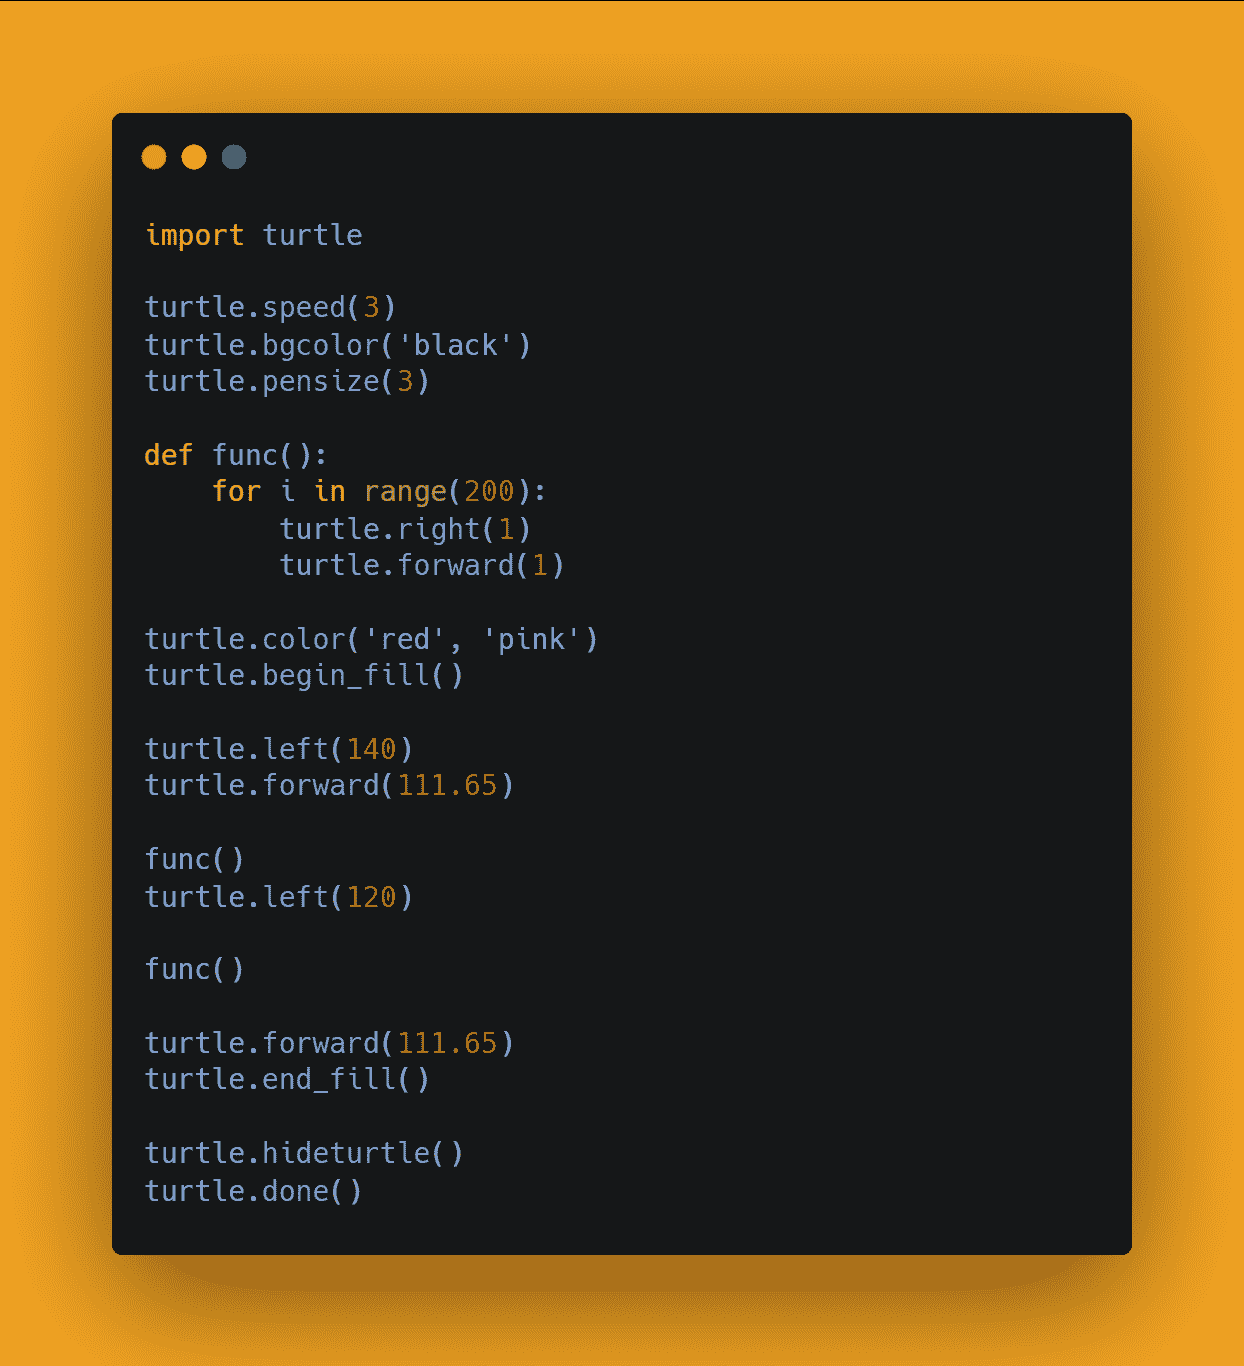 import turtle
turtle.speed(3)
turtle.bgcolor('black')
turtle.pensize(3)
def func():
    for i in range(200):
        turtle.right(1)
        turtle.forward(1)
turtle.color('red', 'pink')
turtle.begin_fill()
turtle.left(140)
turtle.forward(111.65)
func()
turtle.left(120)
func()
turtle.forward(111.65)
turtle.end_fill()
turtle.hideturtle()
turtle.done()